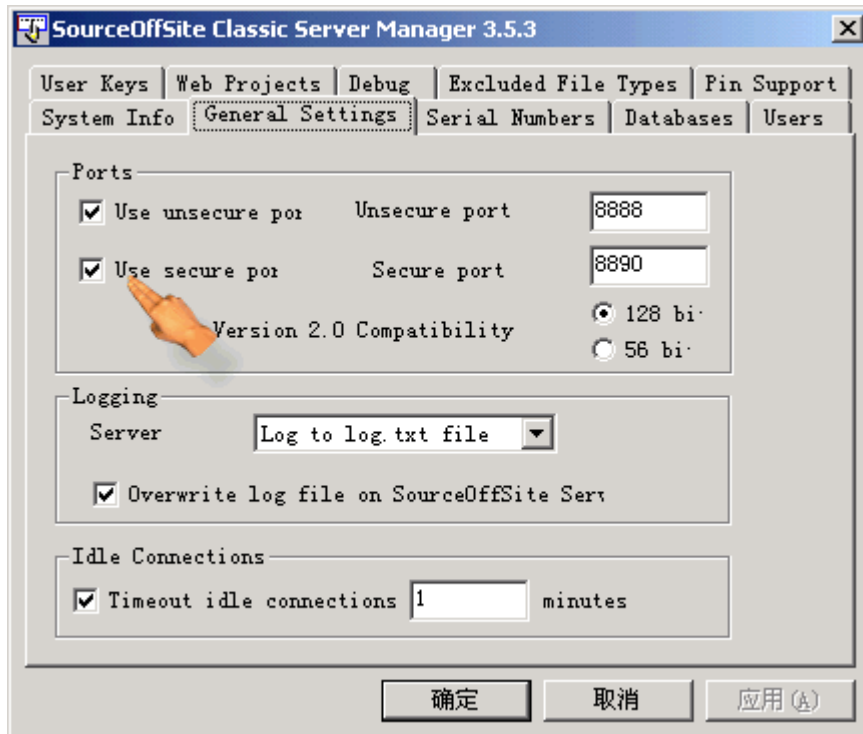 SourceOffSite Classic Server Manager 3.5.3
User Keys Web Projects Debug Excluded File Types Pin Support
System Info General Settings Serial Numbers Databases Users
Ports
Use unsecure por Unsecure port 8888
Use secure por Secure port 8890
Version 2.0 Compatibility 128 bi
56 bi
Logging
Server Log to log.txt file
Overwrite log file on SourceOffSite Serv
Idle Connections
Timeout idle connections 1 minutes
确定 取消 应用(A)